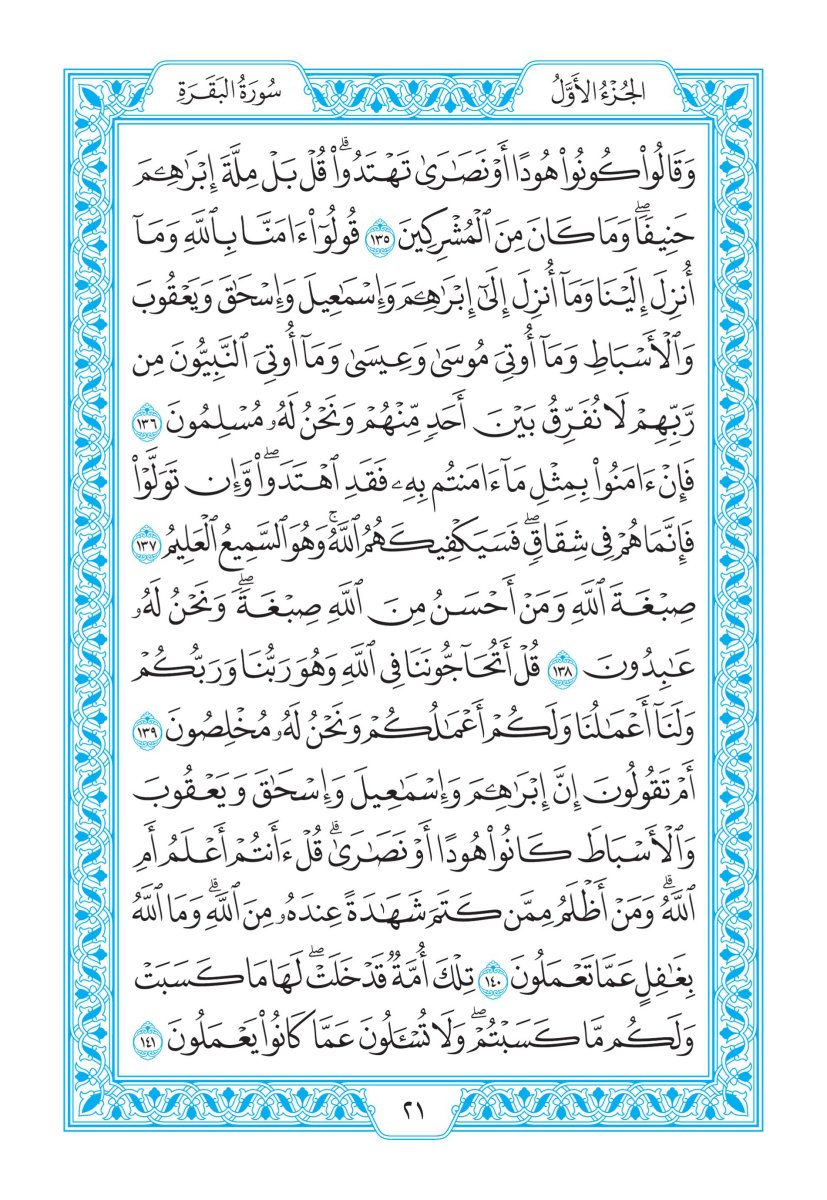 الجُزْءُ الأَوَّلُ
سُورَةُ البَقَرَةِ
وَقَالُواْ كُونُواْ هُودًا أَوۡ نَصَٰرَىٰ تَهۡتَدُواْۗ قُلۡ بَلۡ مِلَّةَ إِبۡرَٰهِـۧمَ
حَنِيفٗاۖ وَمَا كَانَ مِنَ ٱلۡمُشۡرِكِينَ ١٣٥ قُولُوٓاْ ءَامَنَّا بِٱللَّهِ وَمَآ
أُنزِلَ إِلَيۡنَا وَمَآ أُنزِلَ إِلَىٰٓ إِبۡرَٰهِـۧمَ وَإِسۡمَٰعِيلَ وَإِسۡحَٰقَ وَيَعۡقُوبَ
وَٱلۡأَسۡبَاطِ وَمَآ أُوتِيَ مُوسَىٰ وَعِيسَىٰ وَمَآ أُوتِيَ ٱلنَّبِيُّونَ مِن
رَّبِّهِمۡ لَا نُفَرِّقُ بَيۡنَ أَحَدٖ مِّنۡهُمۡ وَنَحۡنُ لَهُۥ مُسۡلِمُونَ ١٣٦
فَإِنۡ ءَامَنُواْ بِمِثۡلِ مَآ ءَامَنتُم بِهِۦ فَقَدِ ٱهۡتَدَواْۖ وَّإِن تَوَلَّوۡاْ
فَإِنَّمَا هُمۡ فِي شِقَاقٖۖ فَسَيَكۡفِيكَهُمُ ٱللَّهُۚ وَهُوَ ٱلسَّمِيعُ ٱلۡعَلِيمُ ١٣٧
صِبۡغَةَ ٱللَّهِ وَمَنۡ أَحۡسَنُ مِنَ ٱللَّهِ صِبۡغَةٗۖ وَنَحۡنُ لَهُۥ
عَٰبِدُونَ ١٣٨ قُلۡ أَتُحَآجُّونَنَا فِي ٱللَّهِ وَهُوَ رَبُّنَا وَرَبُّكُمۡ
وَلَنَآ أَعۡمَٰلُنَا وَلَكُمۡ أَعۡمَٰلُكُمۡ وَنَحۡنُ لَهُۥ مُخۡلِصُونَ ١٣٩
أَمۡ تَقُولُونَ إِنَّ إِبۡرَٰهِـۧمَ وَإِسۡمَٰعِيلَ وَإِسۡحَٰقَ وَيَعۡقُوبَ
وَٱلۡأَسۡبَاطَ كَانُواْ هُودًا أَوۡ نَصَٰرَىٰۗ قُلۡ ءَأَنتُمۡ أَعۡلَمُ أَمِ
ٱللَّهُۗ وَمَنۡ أَظۡلَمُ مِمَّن كَتَمَ شَهَٰدَةً عِندَهُۥ مِنَ ٱللَّهِۗ وَمَا ٱللَّهُ
بِغَٰفِلٍ عَمَّا تَعۡمَلُونَ ١٤٠ تِلۡكَ أُمَّةٞ قَدۡ خَلَتۡۖ لَهَا مَا كَسَبَتۡ
وَلَكُم مَّا كَسَبۡتُمۡۖ وَلَا تُسۡـَٔلُونَ عَمَّا كَانُواْ يَعۡمَلُونَ ١٤١
٢١